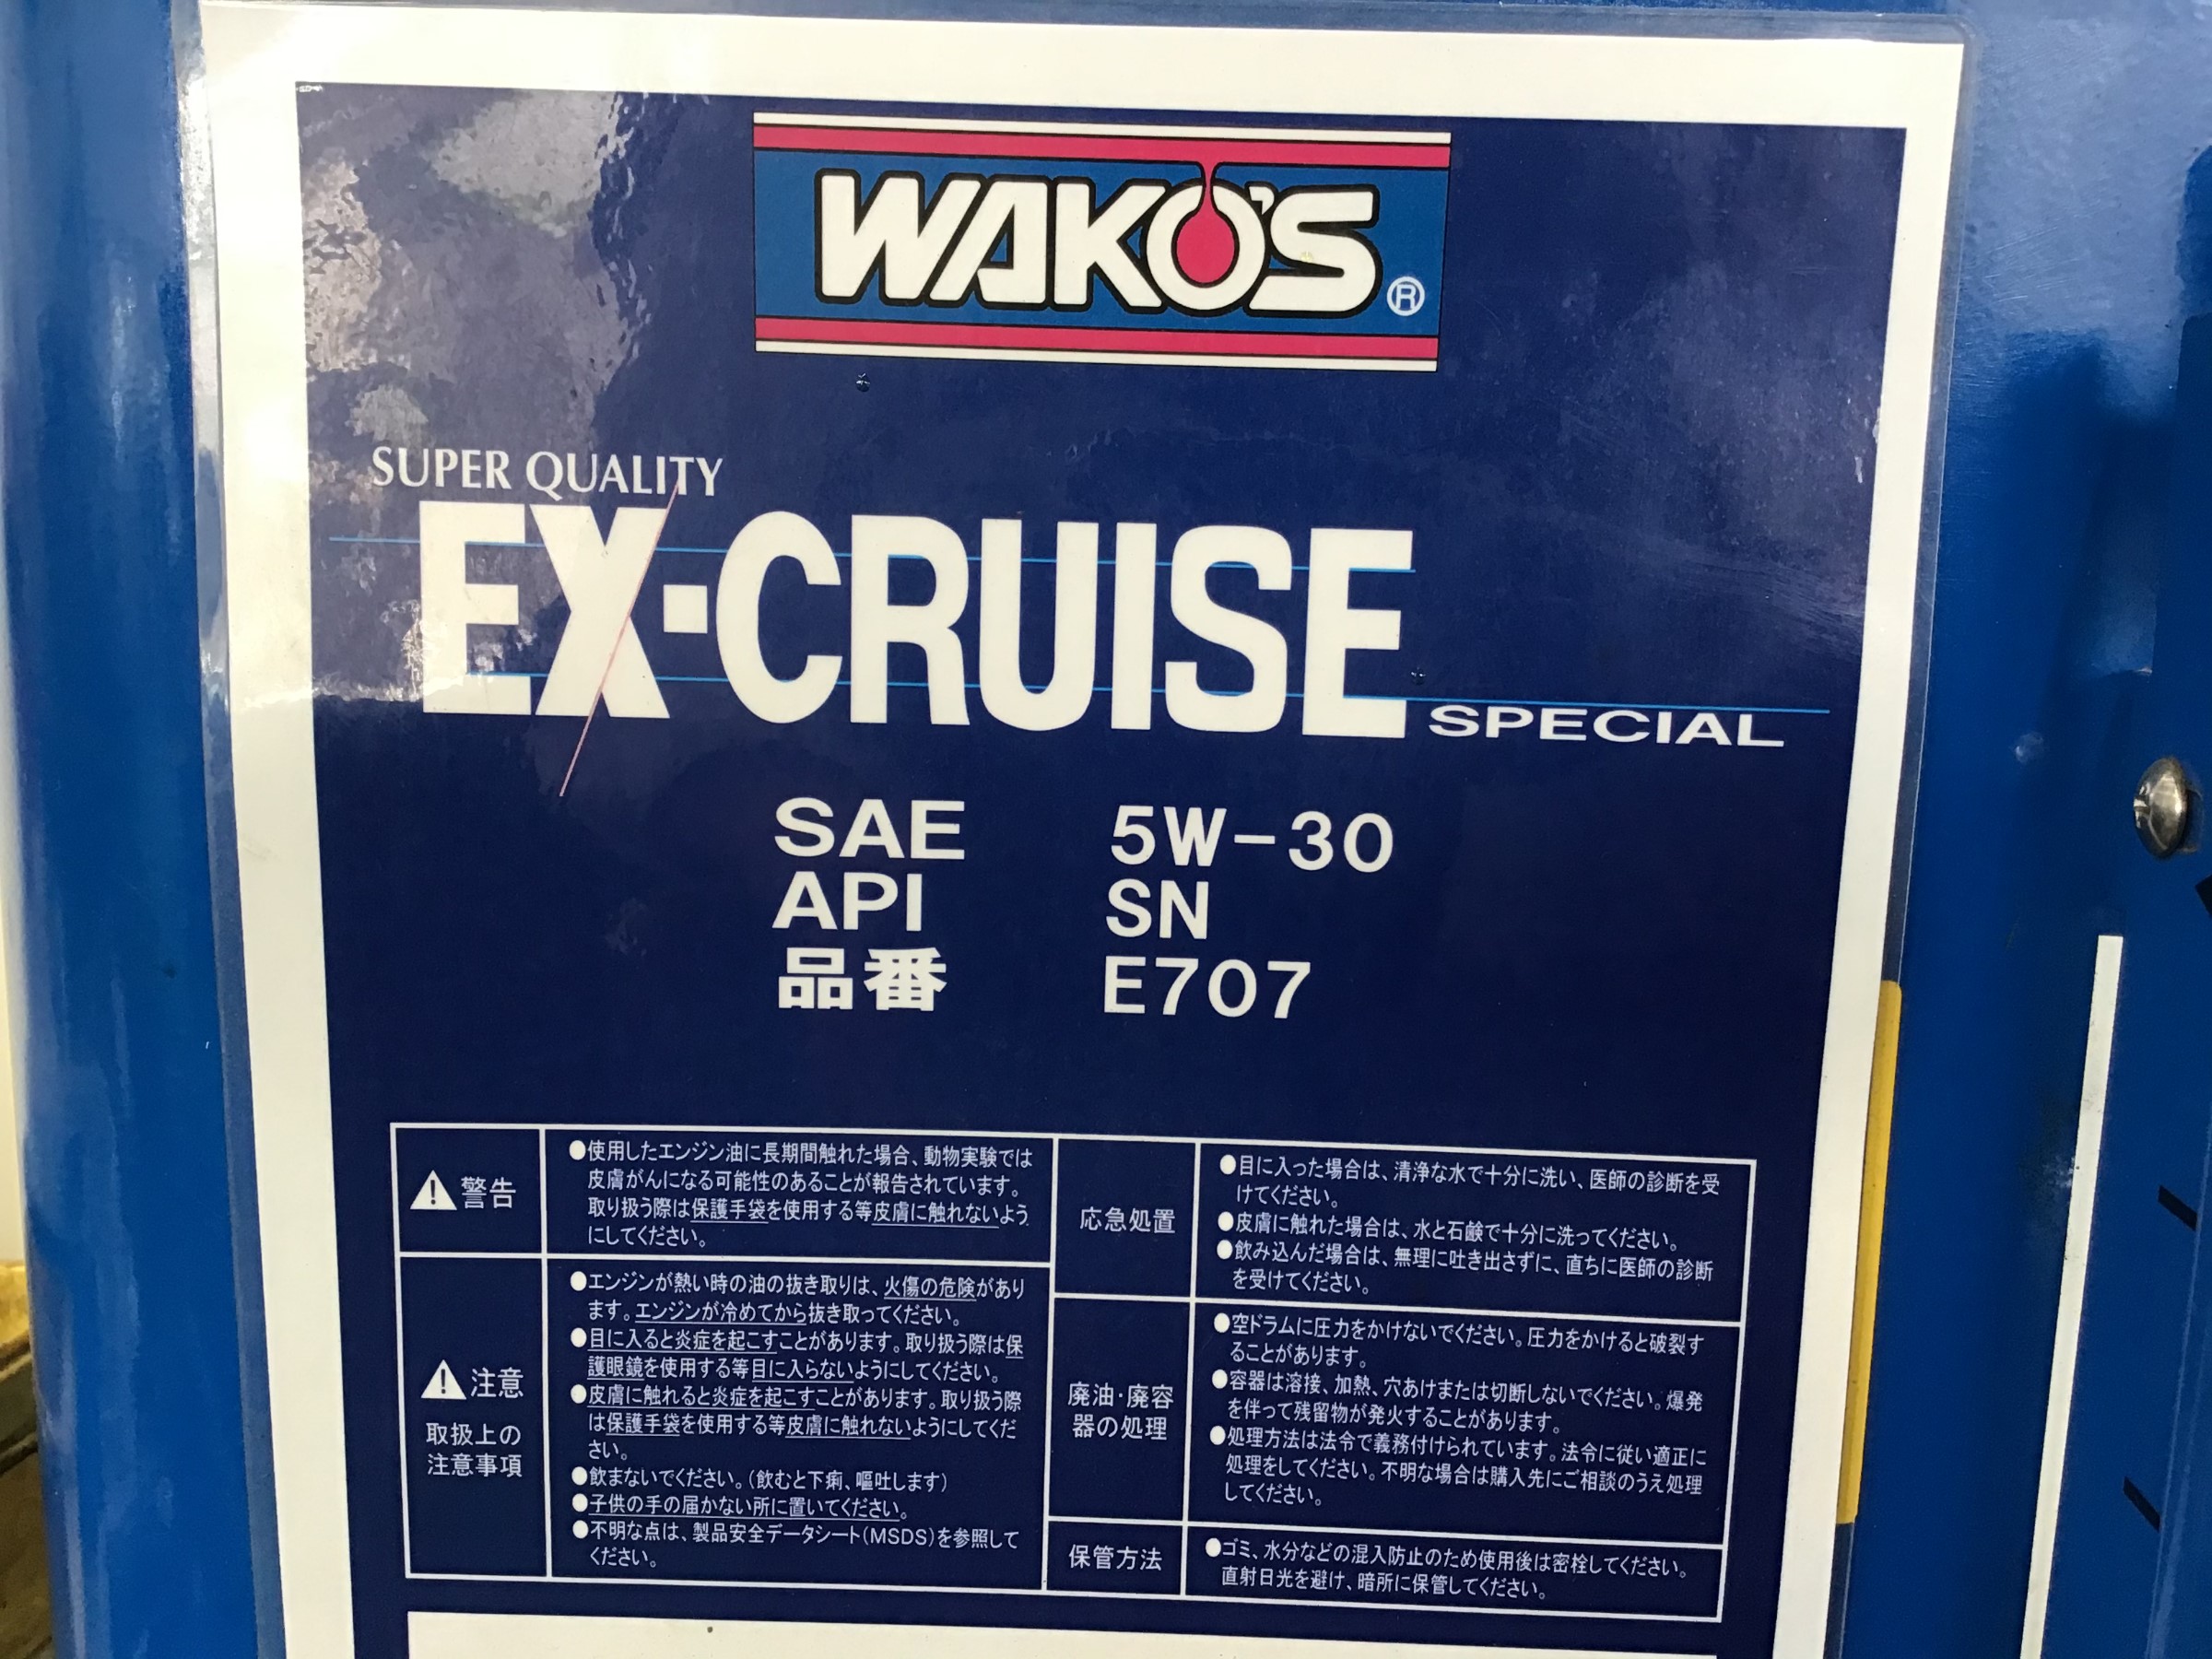 WAKO'S®
SUPER QUALITY
EX・CRUISE SPECIAL
SAE 5W-30
API SN
品番 E707
⚠警告
●使用したエンジン油に長期間触れた場合、動物実験では
皮膚がんになる可能性のあることが報告されています。
取り扱う際は保護手袋を使用する等皮膚に触れないよう
にしてください。
⚠注意
取扱上の
注意事項
●エンジンが熱い時の油の抜き取りは、火傷の危険があり
ます。エンジンが冷めてから抜き取ってください。
●目に入ると炎症を起こすことがあります。取り扱う際は保
護眼鏡を使用する等目に入らないようにしてください。
●皮膚に触れると炎症を起こすことがあります。取り扱う際
は保護手袋を使用する等皮膚に触れないようにしてくだ
さい。
●飲まないでください。(飲むと下痢、嘔吐します)
●子供の手の届かない所に置いてください。
●不明な点は、製品安全データシート(MSDS)を参照して
ください。
応急処置
●目に入った場合は、清浄な水で十分に洗い、医師の診断を受
けてください。
●皮膚に触れた場合は、水と石鹸で十分に洗ってください。
●飲み込んだ場合は、無理に吐き出さずに、直ちに医師の診断
を受けてください。
廃油・廃容
器の処理
●空ドラムに圧力をかけないでください。圧力をかけると破裂す
ることがあります。
●容器は溶接、加熱、穴あけまたは切断しないでください。爆発
を伴って残留物が発火することがあります。
●処理方法は法令で義務付けられています。法令に従い適正に
処理をしてください。不明な場合は購入先にご相談のうえ処理
してください。
保管方法
●ゴミ、水分などの混入防止のため使用後は密栓してください。
直射日光を避け、暗所に保管してください。